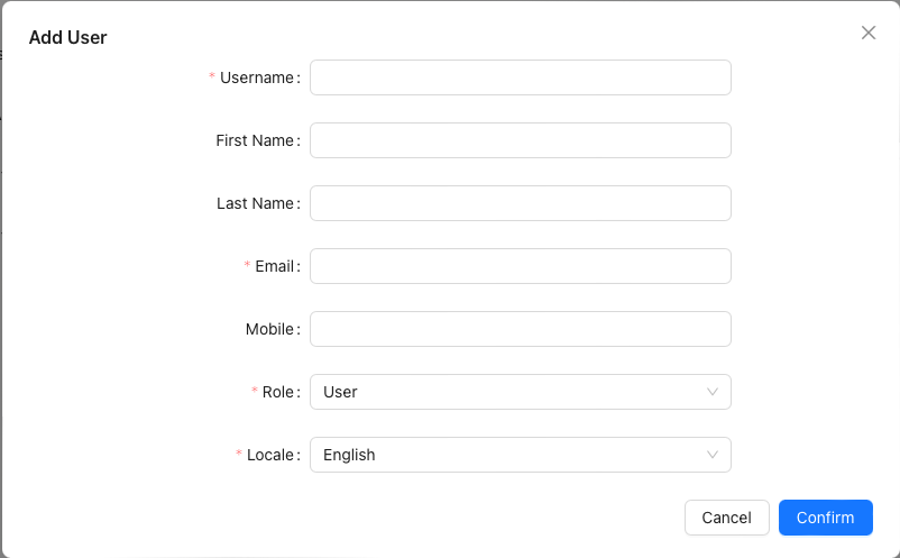 Add User
* Username:
First Name:
Last Name:
* Email:
Mobile:
* Role: User
* Locale: English
Cancel Confirm